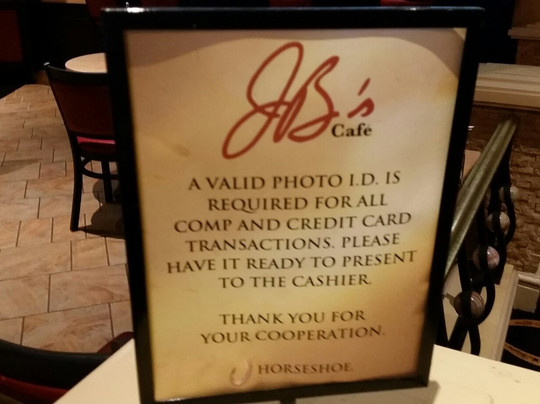 JB's
Café
A VALID PHOTO I.D. IS
REQUIRED FOR ALL
COMP AND CREDIT CARD
TRANSACTIONS. PLEASE
HAVE IT READY TO PRESENT
TO THE CASHIER.
THANK YOU FOR
YOUR COOPERATION.
HORSESHOE.